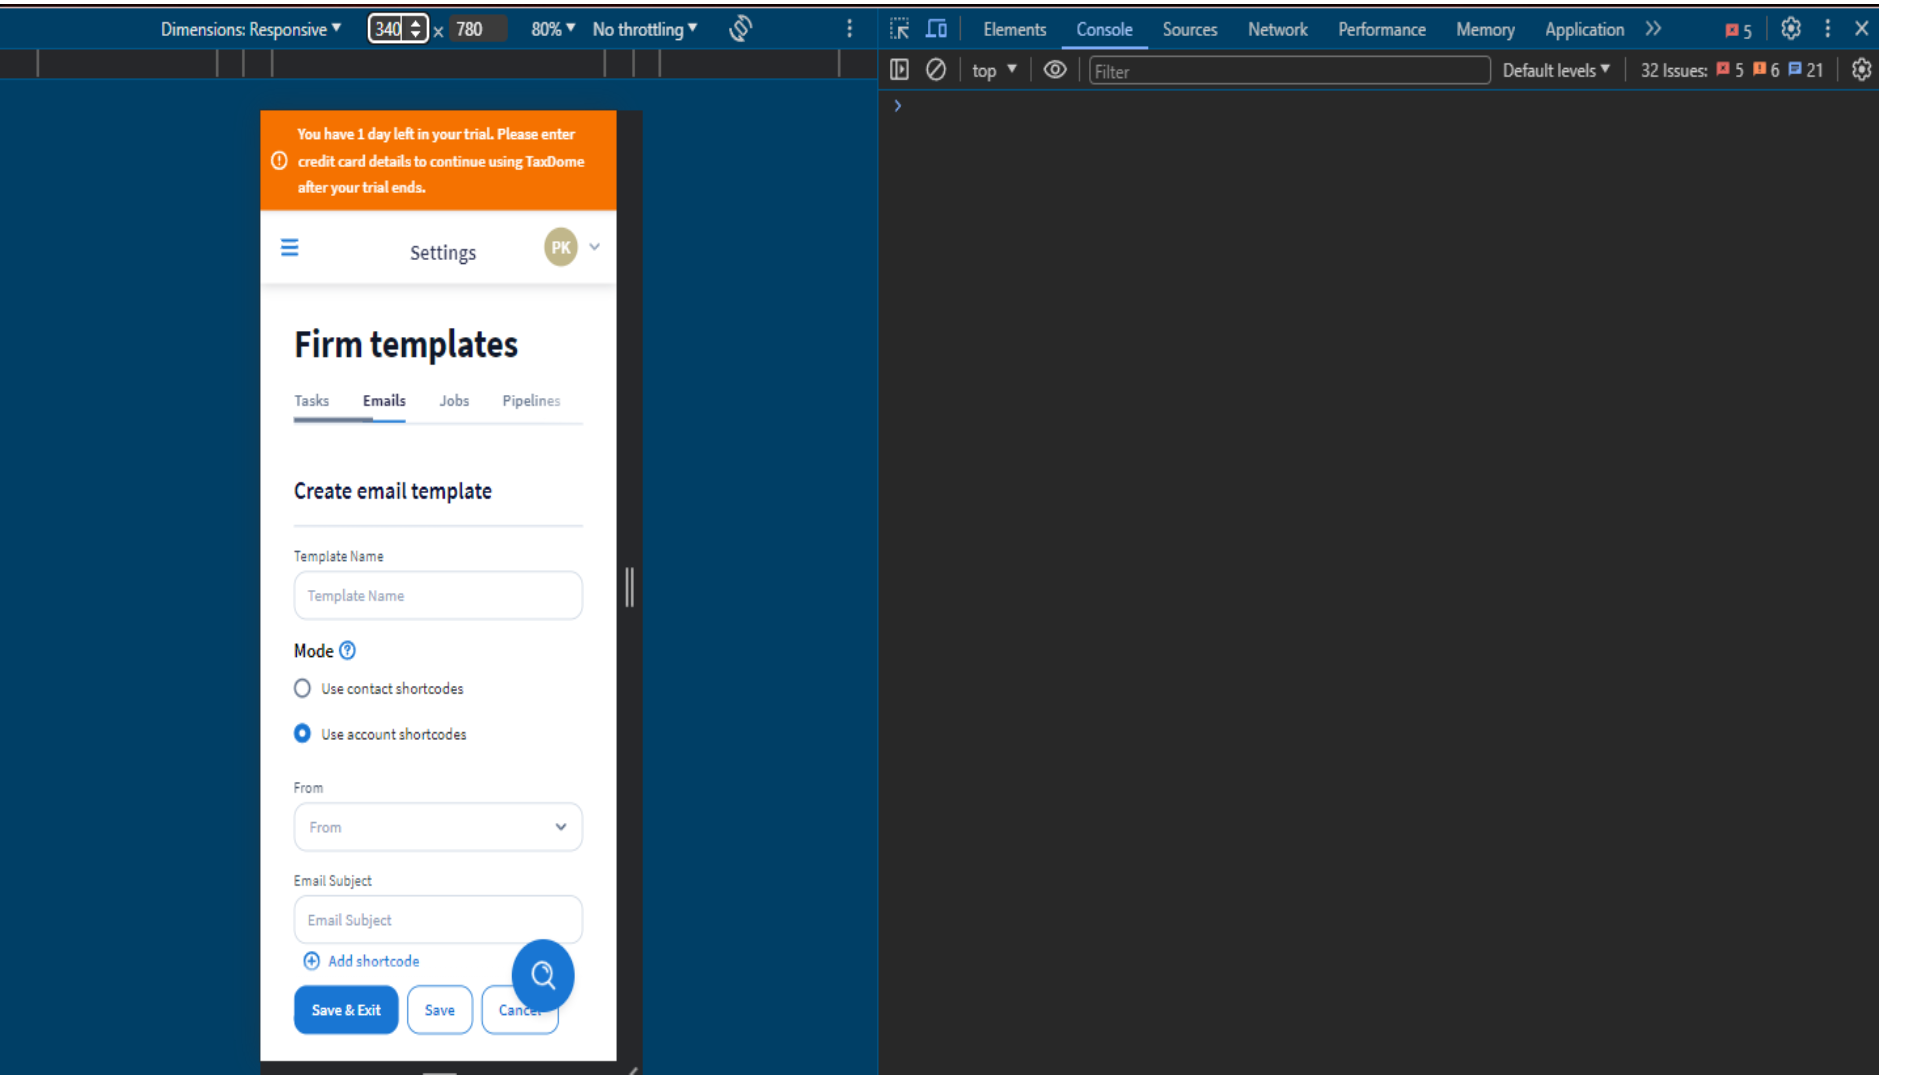 Dimensions: Responsive ▼ 340 × 780 80% ▼ No throttling ▼
Elements Console Sources Network Performance Memory Application 5
top ▼ Filter Default levels ▼ 32 Issues: 5 6 21
You have 1 day left in your trial. Please enter
credit card details to continue using TaxDome
after your trial ends.
Settings
PK
Firm templates
Tasks Emails Jobs Pipelines
Create email template
Template Name
Template Name
Mode
Use contact shortcodes
Use account shortcodes
From
From
Email Subject
Email Subject
Add shortcode
Save & Exit Save Cancel